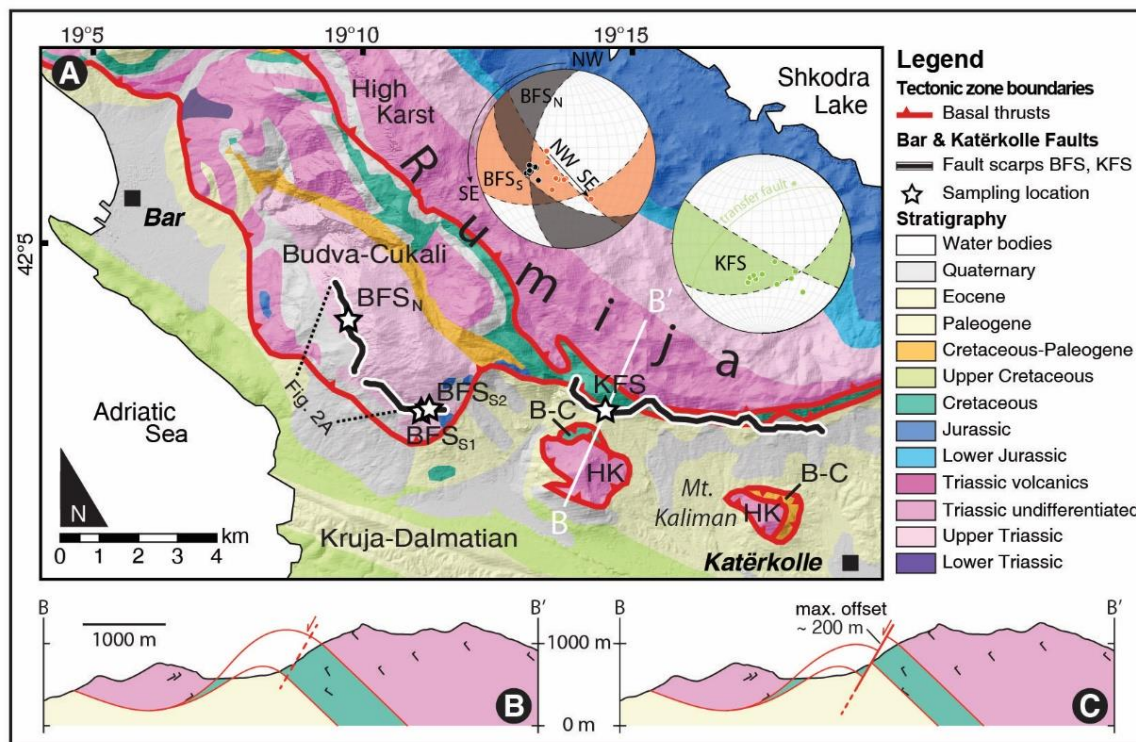 19°5
19°10
19°15
A
NW
High
Karst
BFSN
Shkodra
Lake
NW
SE
BFSS
SE
transfer fault
KFS
Rumija
Bar
42°5
Budva-Cukali
BFSN
B'
Fig. 2A
BFSS2
BFSS1
KFS
Adriatic
Sea
B-C
HK
B-C
Mt.
Kaliman
HK
B
N
0 1 2 3 4 km
Kruja-Dalmatian
Katërkolle
Legend
Tectonic zone boundaries
Basal thrusts
Bar & Katërkolle Faults
Fault scarps BFS, KFS
Sampling location
Stratigraphy
Water bodies
Quaternary
Eocene
Paleogene
Cretaceous-Paleogene
Upper Cretaceous
Cretaceous
Jurassic
Lower Jurassic
Triassic volcanics
Triassic undifferentiated
Upper Triassic
Lower Triassic
B
B'
1000 m
1000 m
0 m
B
B
B'
max. offset
~ 200 m
C